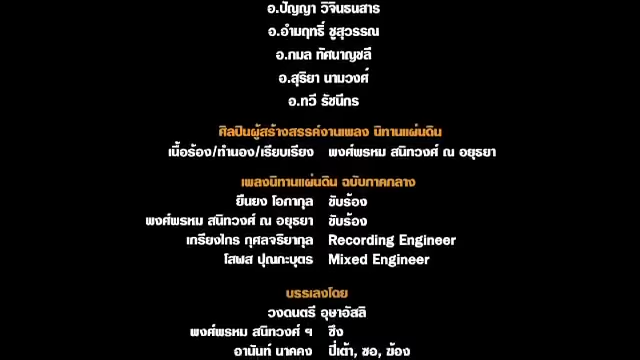 อ.ปัญญา วิจินธนสาร
อ.อำมฤทธิ์ ชูสุวรรณ
อ.กมล ทัศนาญชลี
อ.สุริยา นามวงศ์
อ.ทวี รัชนีกร
ศิลปินผู้สร้างสรรค์งานเพลง นิทานแผ่นดิน
เนื้อร้อง/ทำนอง/เรียบเรียง พงศ์พรหม สนิทวงศ์ ณ อยุธยา
เพลงนิทานแผ่นดิน ฉบับภาคกลาง
ยืนยง โอภากุล ขับร้อง
พงศ์พรหม สนิทวงศ์ ณ อยุธยา ขับร้อง
เกรียงไกร กุศลจริยากุล Recording Engineer
โสฬส ปุณกะบุตร Mixed Engineer
บรรเลงโดย
วงดนตรี อุษาอัสลิ
พงศ์พรหม สนิทวงศ์ ฯ ซึง
อานันท์ นาคคง ปี่เต้า, ซอ, ฆ้อง